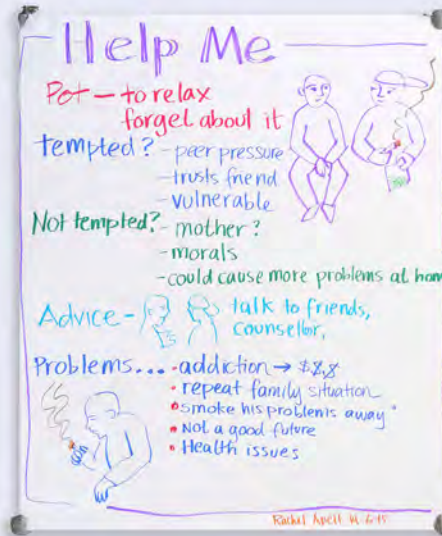 Help Me
Pot - to relax
forget about it
tempted? - peer pressure
- trusts friend
- vulnerable
Not tempted? - mother?
- morals
- could cause more problems at hom
Advice - talk to friends,
counsellor,
Problems... • addiction → $,$,$
• repeat family situation
• smoke his problems away"
• Not a good future
• Health issues
Rachel